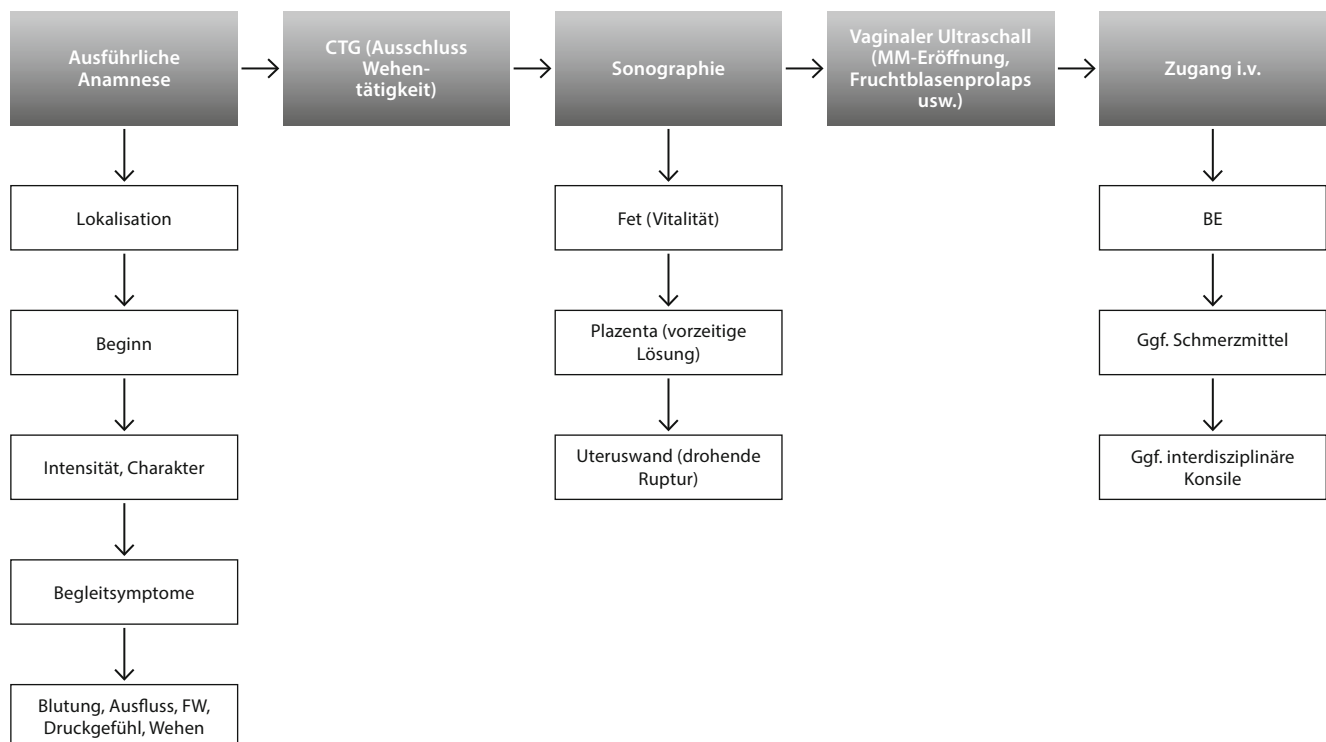 Ausführliche
Anamnese
CTG (Ausschluss
Wehen-
tätigkeit)
Sonographie
Vaginaler Ultraschall
(MM-Eröffnung,
Fruchtblasenprolaps
usw.)
Zugang i.v.
Lokalisation
Beginn
Intensität, Charakter
Begleitsymptome
Blutung, Ausfluss, FW,
Druckgefühl, Wehen
Fet (Vitalität)
Plazenta (vorzeitige
Lösung)
Uteruswand (drohende
Ruptur)
BE
Ggf. Schmerzmittel
Ggf. interdisziplinäre
Konsile